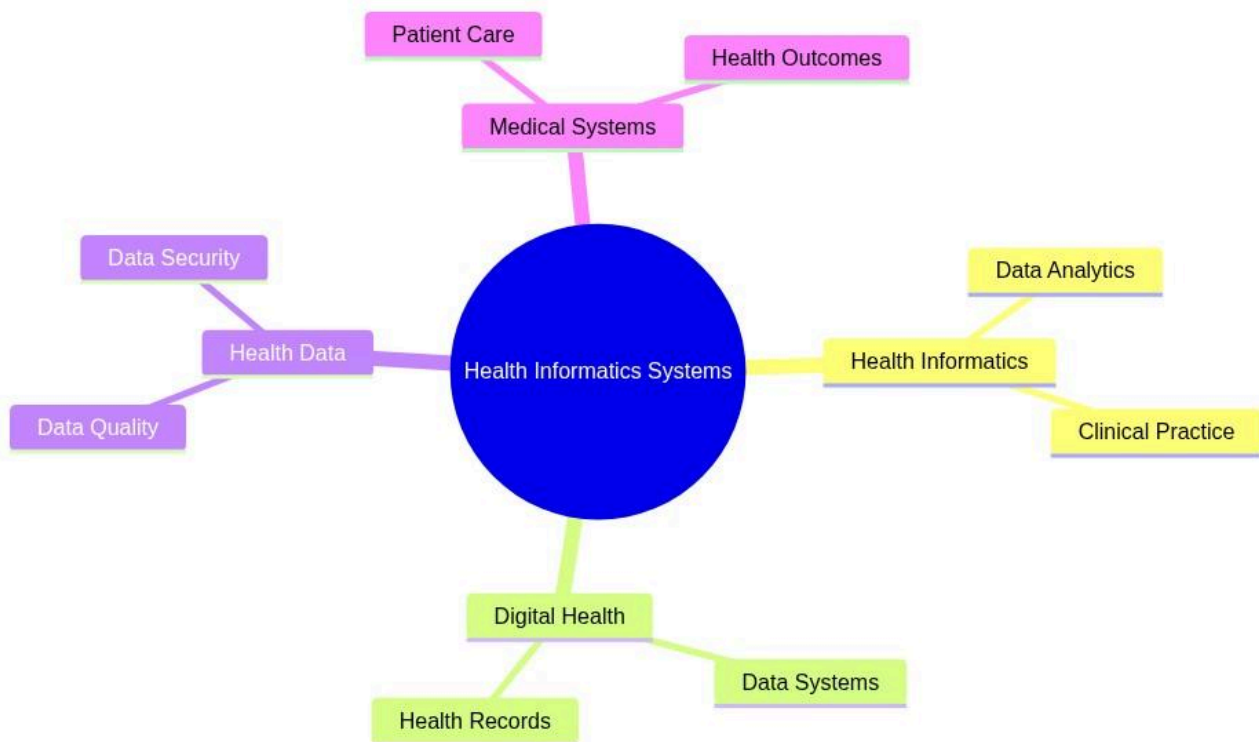 Patient Care
Health Outcomes
Medical Systems
Data Security
Data Analytics
Health Data
Health Informatics Systems
Health Informatics
Data Quality
Clinical Practice
Digital Health
Data Systems
Health Records